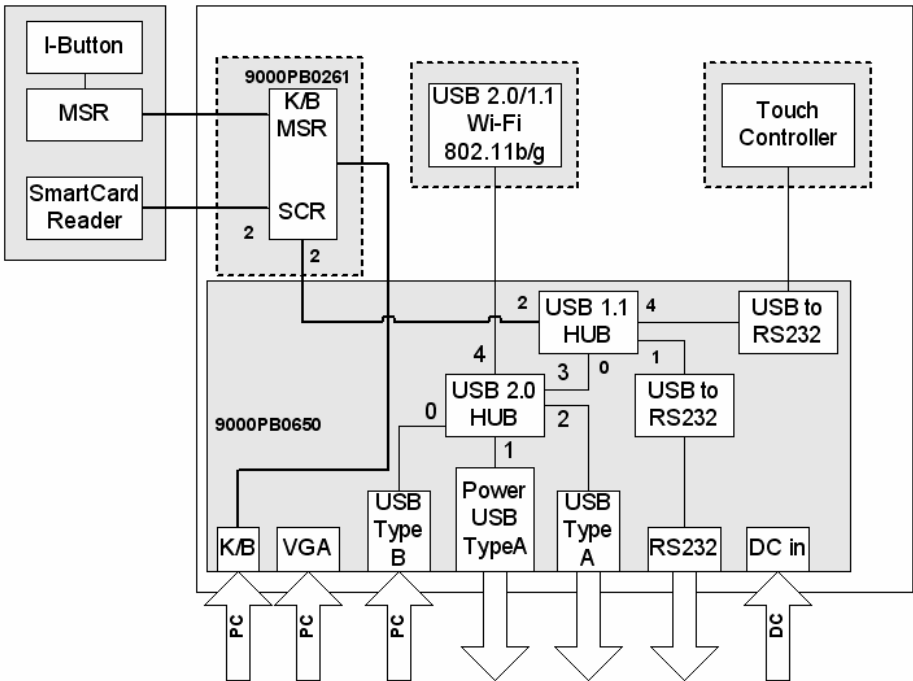 I-Button
MSR
SmartCard
Reader
9000PB0261
K/B
MSR
SCR
2
2
USB 2.0/1.1
Wi-Fi
802.11b/g
Touch
Controller
2
USB 1.1
HUB
4
USB to
RS232
4
3
0
1
USB 2.0
HUB
0
2
1
USB to
RS232
9000PB0650
K/B
VGA
USB
Type
B
Power
USB
TypeA
USB
Type
A
RS232
DC in
PC
PC
PC
DC